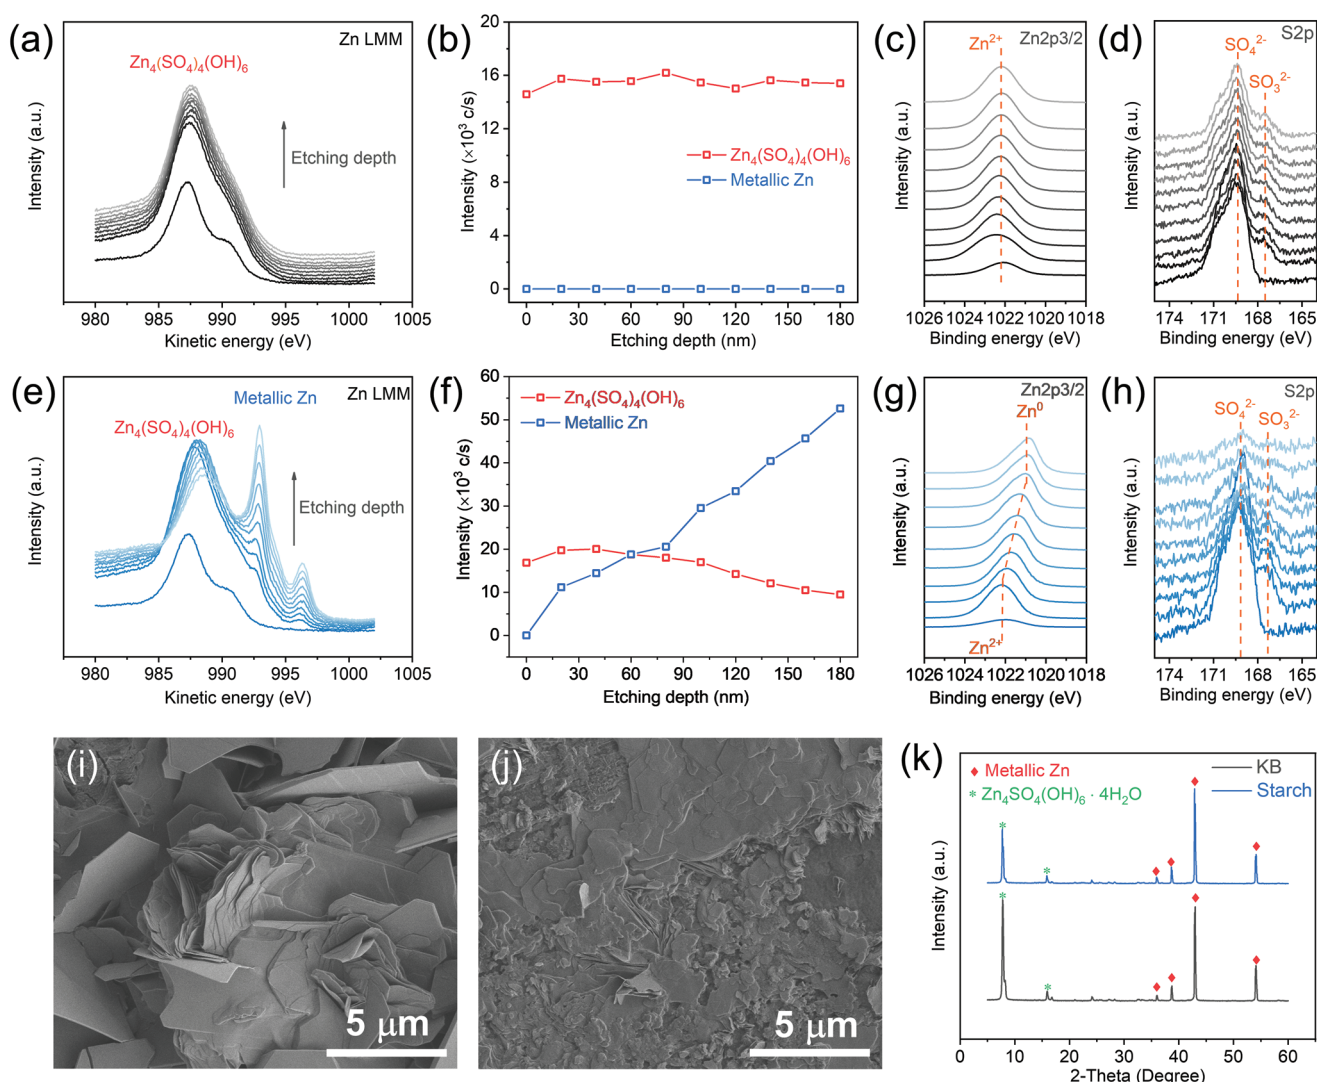 (a)
Zn LMM
Zn₄(SO₄)₄(OH)₆
Etching depth
Intensity (a.u.)
980 985 990 995 1000 1005
Kinetic energy (eV)
(b)
20
16
12
8
4
0
Intensity (×10³ c/s)
Zn₄(SO₄)₄(OH)₆
Metallic Zn
0 30 60 90 120 150 180
Etching depth (nm)
(c)
Zn²⁺
Zn2p3/2
Intensity (a.u.)
1026 1024 1022 1020 1018
Binding energy (eV)
(d)
S2p
SO₄²⁻
SO₃²⁻
Intensity (a.u.)
174 171 168 165
Binding energy (eV)
(e)
Metallic Zn
Zn LMM
Zn₄(SO₄)₄(OH)₆
Etching depth
Intensity (a.u.)
980 985 990 995 1000 1005
Kinetic energy (eV)
(f)
60
50
40
30
20
10
0
Intensity (×10³ c/s)
Zn₄(SO₄)₄(OH)₆
Metallic Zn
0 30 60 90 120 150 180
Etching depth (nm)
(g)
Zn2p3/2
Zn⁰
Zn²⁺
Intensity (a.u.)
1026 1024 1022 1020 1018
Binding energy (eV)
(h)
S2p
SO₄²⁻
SO₃²⁻
Intensity (a.u.)
174 171 168 165
Binding energy (eV)
(i)
5 μm
(j)
5 μm
(k)
Metallic Zn
Zn₄SO₄(OH)₆ · 4H₂O
KB
Starch
Intensity (a.u.)
0 10 20 30 40 50 60
2-Theta (Degree)